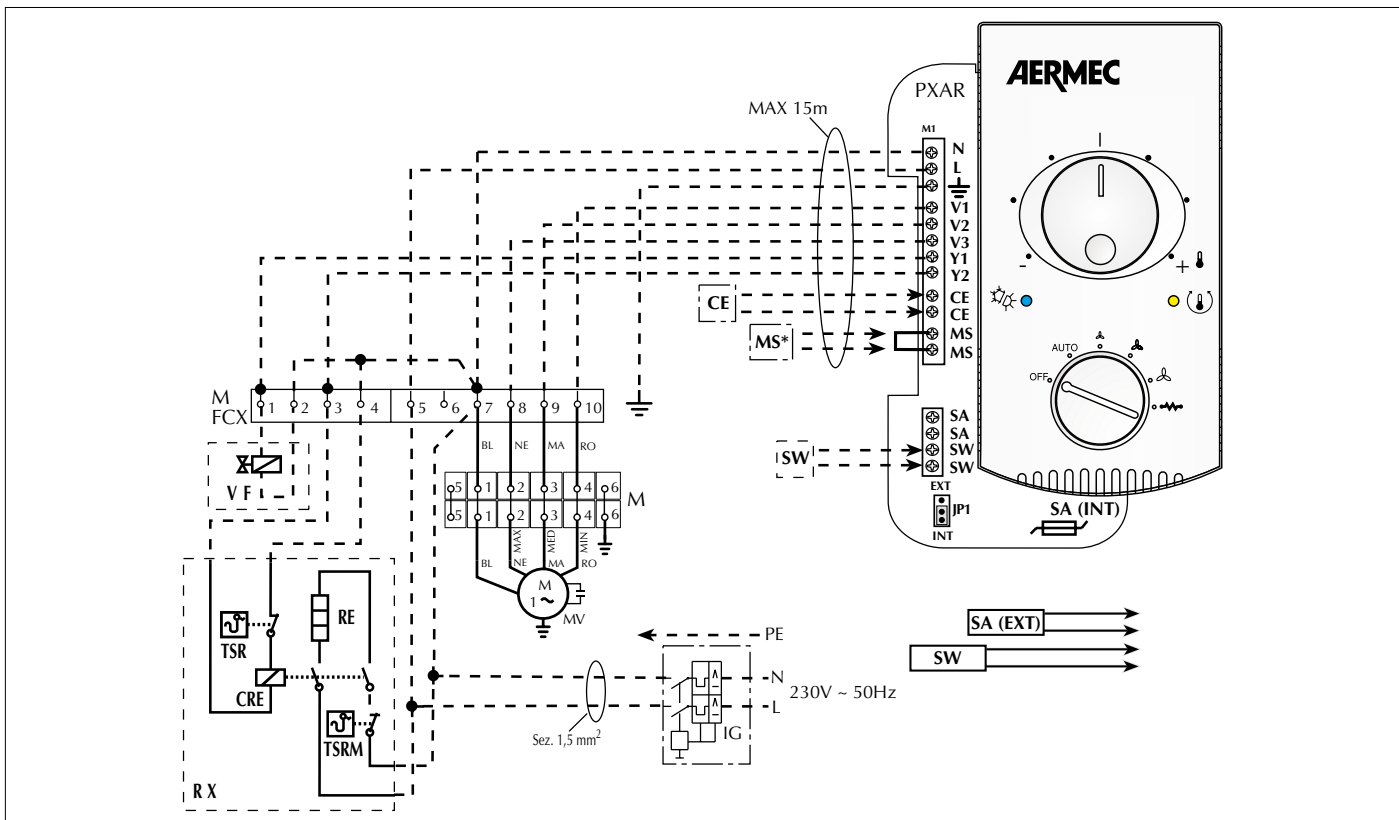 AERMEC
PXAR
MAX 15m
M1
N
L
V1
V2
V3
Y1
Y2
CE
CE
CE
MS*
MS
MS
- +
AUTO
OFF
M
FCX
1 2 3 4 5 6 7 8 9 10
SA
SA
SW
SW
SW
EXT
JP1
INT
SA (INT)
BL NE MA RO
V F
5 1 2 3 4 6
M
5 1 2 3 4 6
MAX MED MIN
BL NE MA RO
M
1 ~
MV
RE
TSR
CRE
TSRM
R X
PE
N
230V ~ 50Hz
L
IG
Sez. 1,5 mm²
SA (EXT)
SW